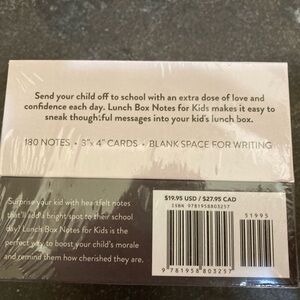 Send your child off to school with an extra dose of love and
confidence each day. Lunch Box Notes for Kids makes it easy to
sneak thoughtful messages into your kid's lunch box.
180 NOTES • 3" x 4" CARDS • BLANK SPACE FOR WRITING
Surprise your kid with heartfelt notes
that'll add a bright spot to their school
day! Lunch Box Notes for Kids is the
perfect way to boost your child's morale
and remind them how cherished they are.
$19.95 USD / $27.95 CAD
ISBN 9781958803257
51995
9 781958 803257